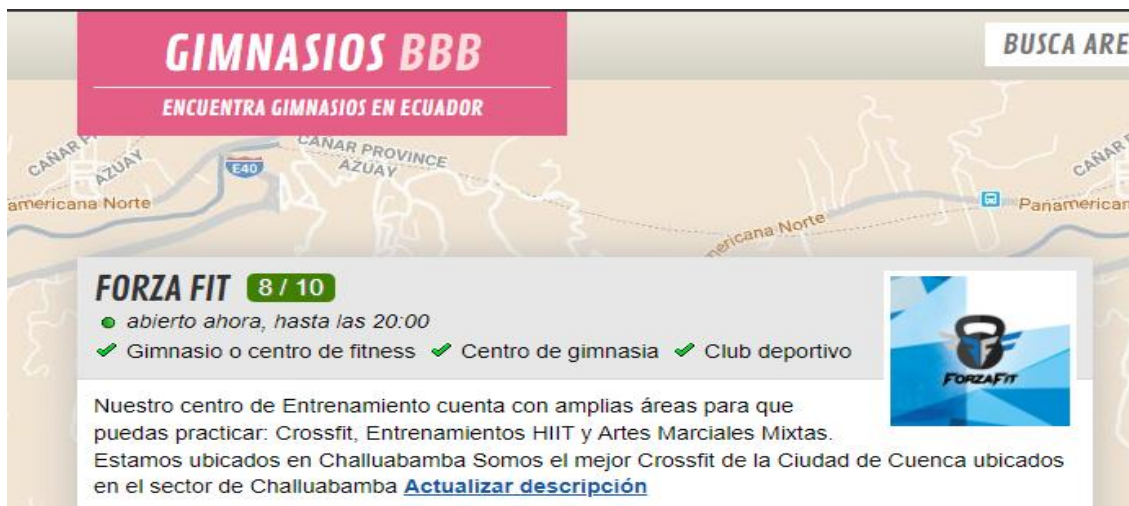 GIMNASIOS BBB
BUSCA ARE
ENCUENTRA GIMNASIOS EN ECUADOR
CAÑAR PROVINCE
AZUAY
E40
CAÑAR
AZUAY
americana Norte
ricana Norte
Panamerican
CAÑAR
FORZA FIT 8 / 10
abierto ahora, hasta las 20:00
Gimnasio o centro de fitness Centro de gimnasia Club deportivo
FORZAFIT
Nuestro centro de Entrenamiento cuenta con amplias áreas para que
puedas practicar: Crossfit, Entrenamientos HIIT y Artes Marciales Mixtas.
Estamos ubicados en Challuabamba Somos el mejor Crossfit de la Ciudad de Cuenca ubicados
en el sector de Challuabamba Actualizar descripción